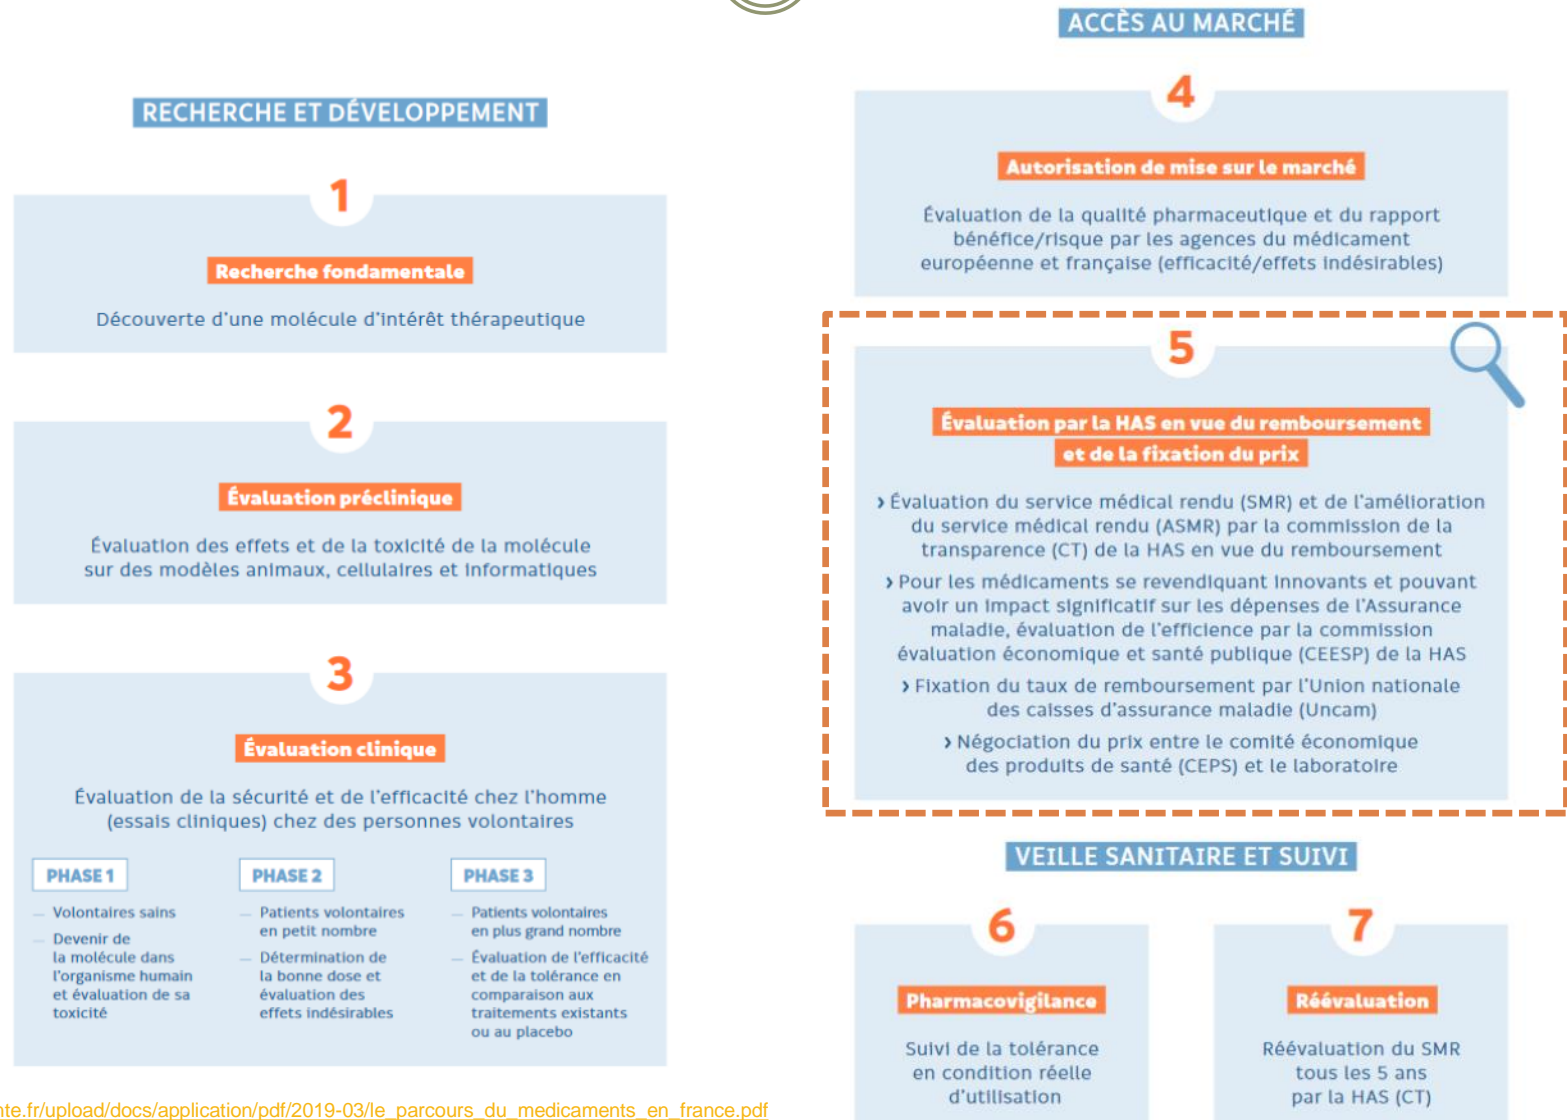 RECHERCHE ET DÉVELOPPEMENT
1
Recherche fondamentale
Découverte d'une molécule d'intérêt thérapeutique
2
Évaluation préclinique
Évaluation des effets et de la toxicité de la molécule
sur des modèles animaux, cellulaires et informatiques
3
Évaluation clinique
Évaluation de la sécurité et de l'efficacité chez l'homme
(essais cliniques) chez des personnes volontaires
PHASE 1
— Volontaires sains
— Devenir de
la molécule dans
l'organisme humain
et évaluation de sa
toxicité
PHASE 2
— Patients volontaires
en petit nombre
— Détermination de
la bonne dose et
évaluation des
effets indésirables
PHASE 3
— Patients volontaires
en plus grand nombre
— Évaluation de l'efficacité
et de la tolérance en
comparaison aux
traitements existants
ou au placebo
nte.fr/upload/docs/application/pdf/2019-03/le_parcours_du_medicaments_en_france.pdf
ACCÈS AU MARCHÉ
4
Autorisation de mise sur le marché
Évaluation de la qualité pharmaceutique et du rapport
bénéfice/risque par les agences du médicament
européenne et française (efficacité/effets indésirables)
5
Évaluation par la HAS en vue du remboursement
et de la fixation du prix
› Évaluation du service médical rendu (SMR) et de l'amélioration
du service médical rendu (ASMR) par la commission de la
transparence (CT) de la HAS en vue du remboursement
› Pour les médicaments se revendiquant innovants et pouvant
avoir un impact significatif sur les dépenses de l'Assurance
maladie, évaluation de l'efficience par la commission
évaluation économique et santé publique (CEESP) de la HAS
› Fixation du taux de remboursement par l'Union nationale
des caisses d'assurance maladie (Uncam)
› Négociation du prix entre le comité économique
des produits de santé (CEPS) et le laboratoire
VEILLE SANITAIRE ET SUIVI
6
Pharmacovigilance
Suivi de la tolérance
en condition réelle
d'utilisation
7
Réévaluation
Réévaluation du SMR
tous les 5 ans
par la HAS (CT)